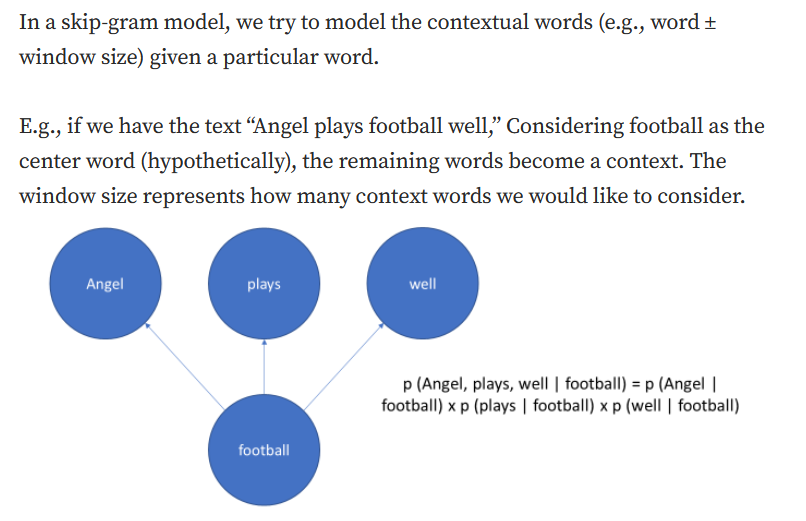 In a skip-gram model, we try to model the contextual words (e.g., word ±
window size) given a particular word.
E.g., if we have the text “Angel plays football well,” Considering football as the
center word (hypothetically), the remaining words become a context. The
window size represents how many context words we would like to consider.
Angel
plays
well
p (Angel, plays, well | football) = p (Angel |
football) x p (plays | football) x p (well | football)
football